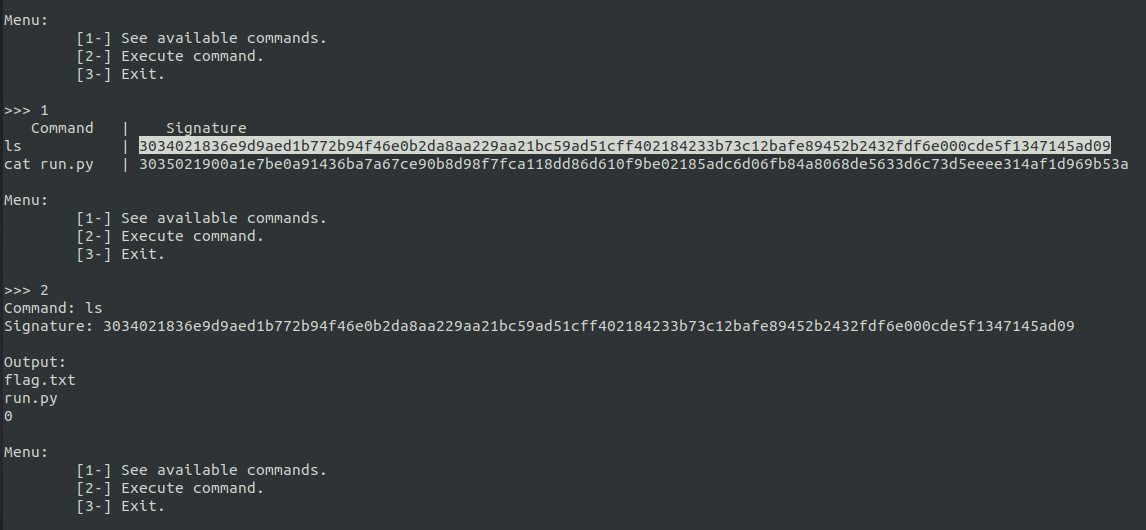 Menu:
        [1-] See available commands.
        [2-] Execute command.
        [3-] Exit.

>>> 1
   Command   |    Signature
ls           | 3034021836e9d9aed1b772b94f46e0b2da8aa229aa21bc59ad51cff402184233b73c12bafe89452b2432fdf6e000cde5f1347145ad09
cat run.py   | 3035021900a1e7be0a91436ba7a67ce90b8d98f7fca118dd86d610f9be02185adc6d06fb84a8068de5633d6c73d5eeee314af1d969b53a

Menu:
        [1-] See available commands.
        [2-] Execute command.
        [3-] Exit.

>>> 2
Command: ls
Signature: 3034021836e9d9aed1b772b94f46e0b2da8aa229aa21bc59ad51cff402184233b73c12bafe89452b2432fdf6e000cde5f1347145ad09

Output:
flag.txt
run.py
0

Menu:
        [1-] See available commands.
        [2-] Execute command.
        [3-] Exit.